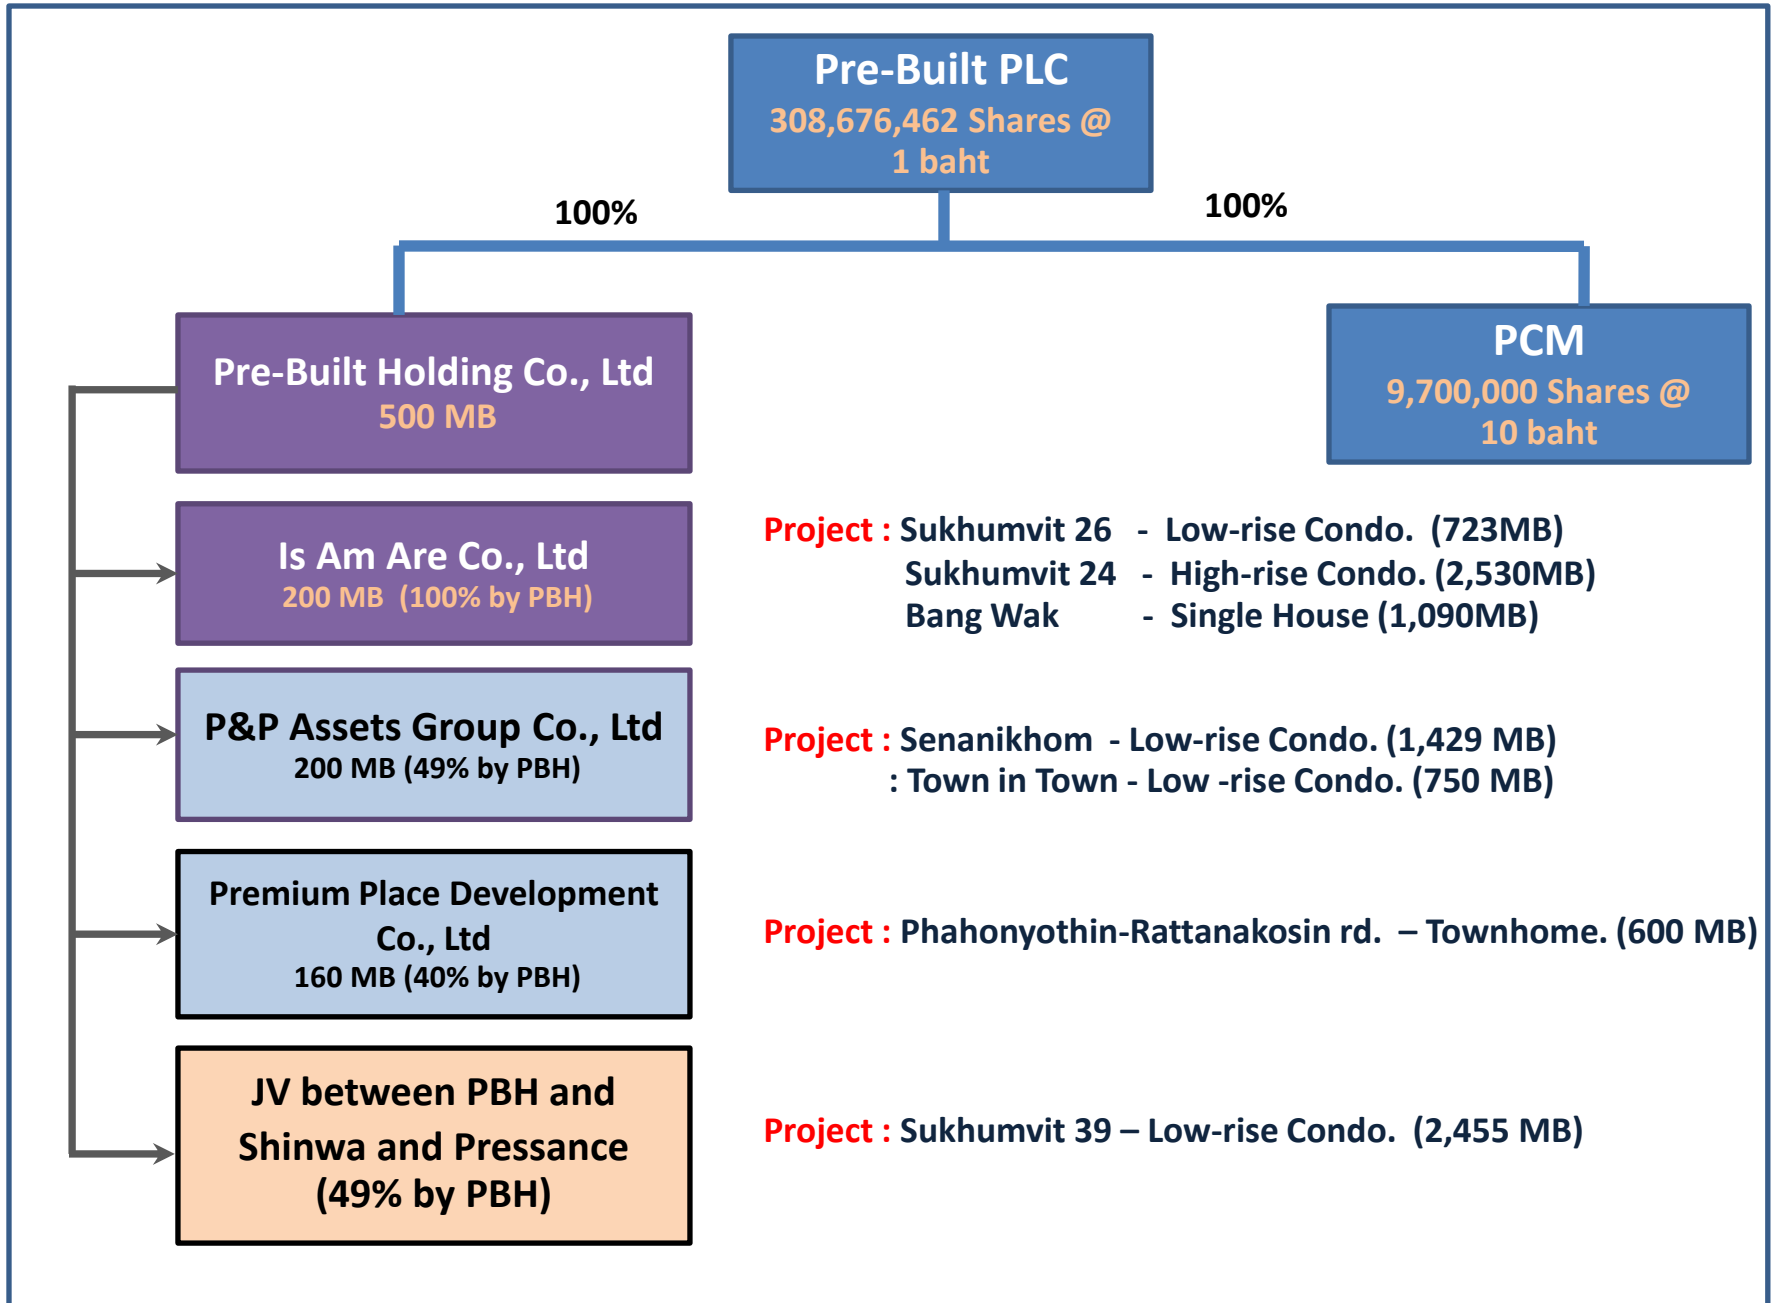 Pre-Built PLC
308,676,462 Shares @
1 baht
100%
100%
Pre-Built Holding Co., Ltd
500 MB
PCM
9,700,000 Shares @
10 baht
Is Am Are Co., Ltd
200 MB (100% by PBH)
Project : Sukhumvit 26 - Low-rise Condo. (723MB)
Sukhumvit 24 - High-rise Condo. (2,530MB)
Bang Wak - Single House (1,090MB)
P&P Assets Group Co., Ltd
200 MB (49% by PBH)
Project : Senanikhom - Low-rise Condo. (1,429 MB)
: Town in Town - Low -rise Condo. (750 MB)
Premium Place Development
Co., Ltd
160 MB (40% by PBH)
Project : Phahonyothin-Rattanakosin rd. – Townhome. (600 MB)
JV between PBH and
Shinwa and Pressance
(49% by PBH)
Project : Sukhumvit 39 – Low-rise Condo. (2,455 MB)